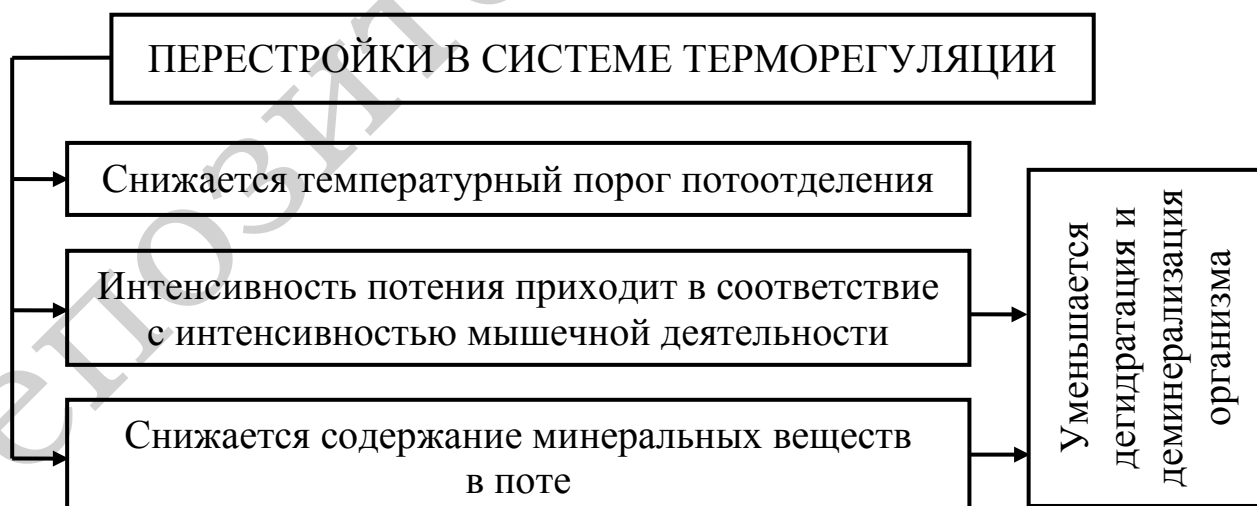 ПЕРЕСТРОЙКИ В СИСТЕМЕ ТЕРМОРЕГУЛЯЦИИ
Снижается температурный порог потоотделения
Интенсивность потения приходит в соответствие
с интенсивностью мышечной деятельности
Снижается содержание минеральных веществ
в поте
Уменьшается
дегидратация и
деминерализация
организма